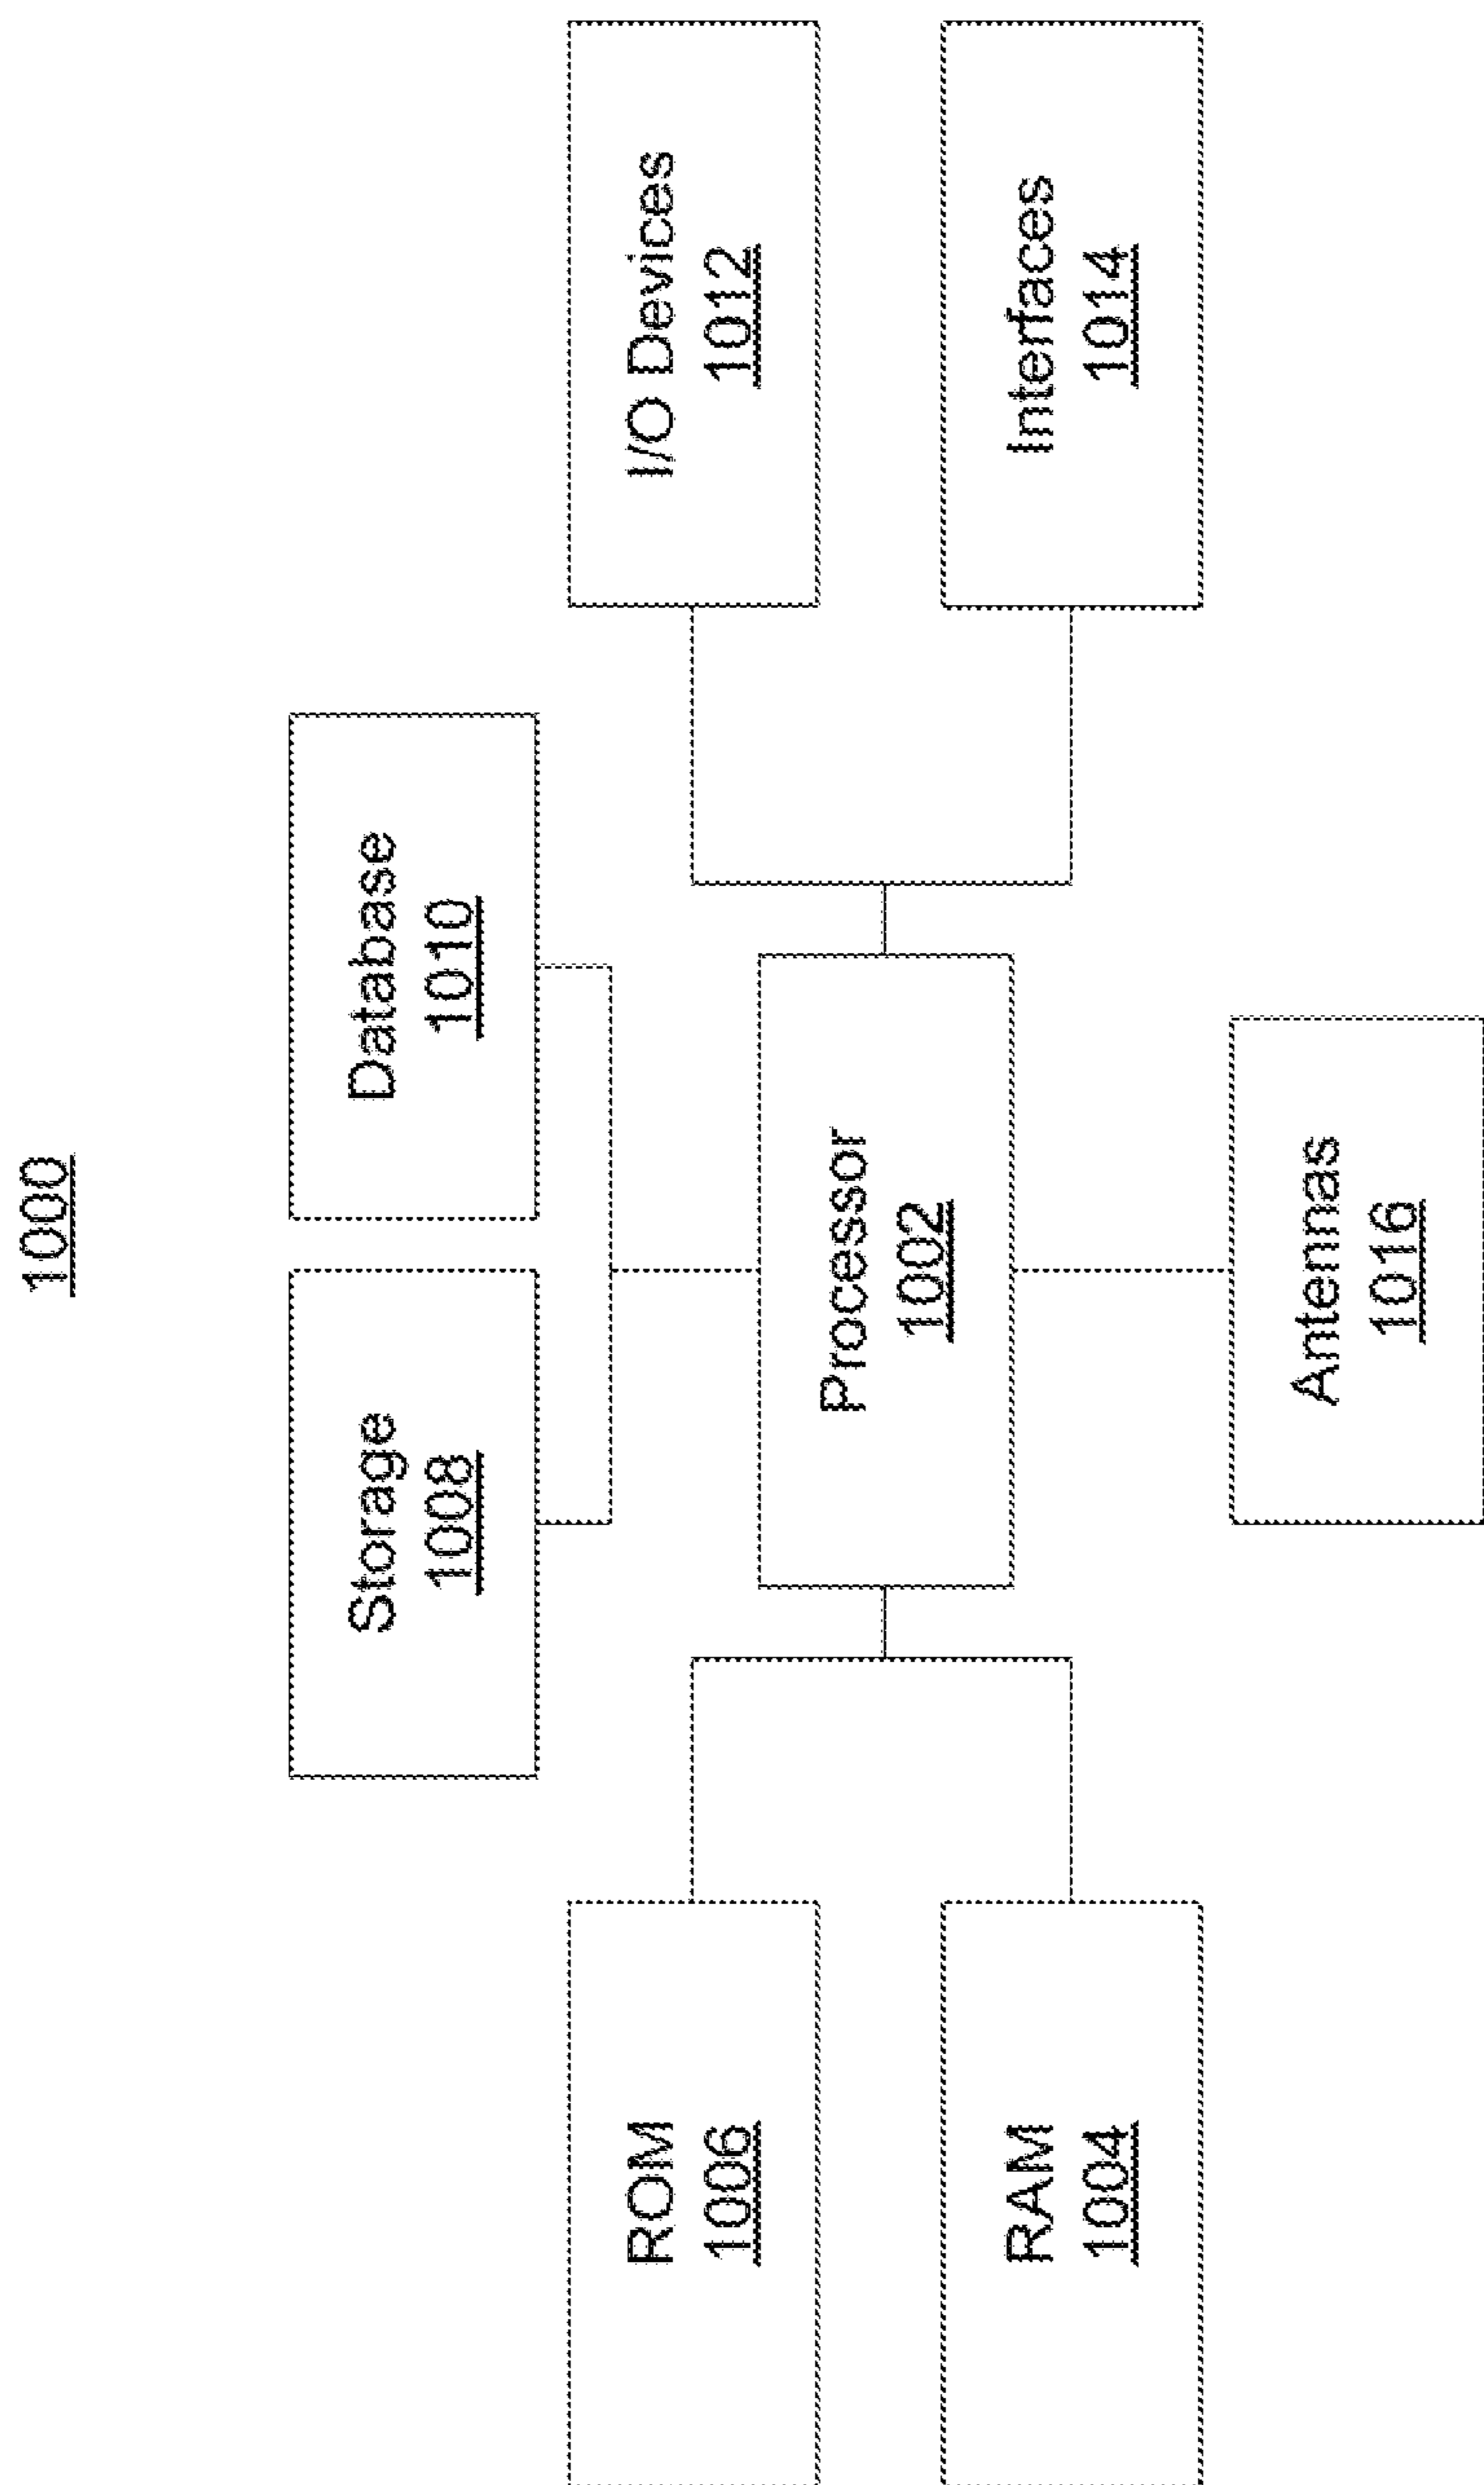 1000
Storage
1008
Database
1010
ROM
1006
I/O Devices
1012
Processor
1002
RAM
1004
Interfaces
1014
Antennas
1016